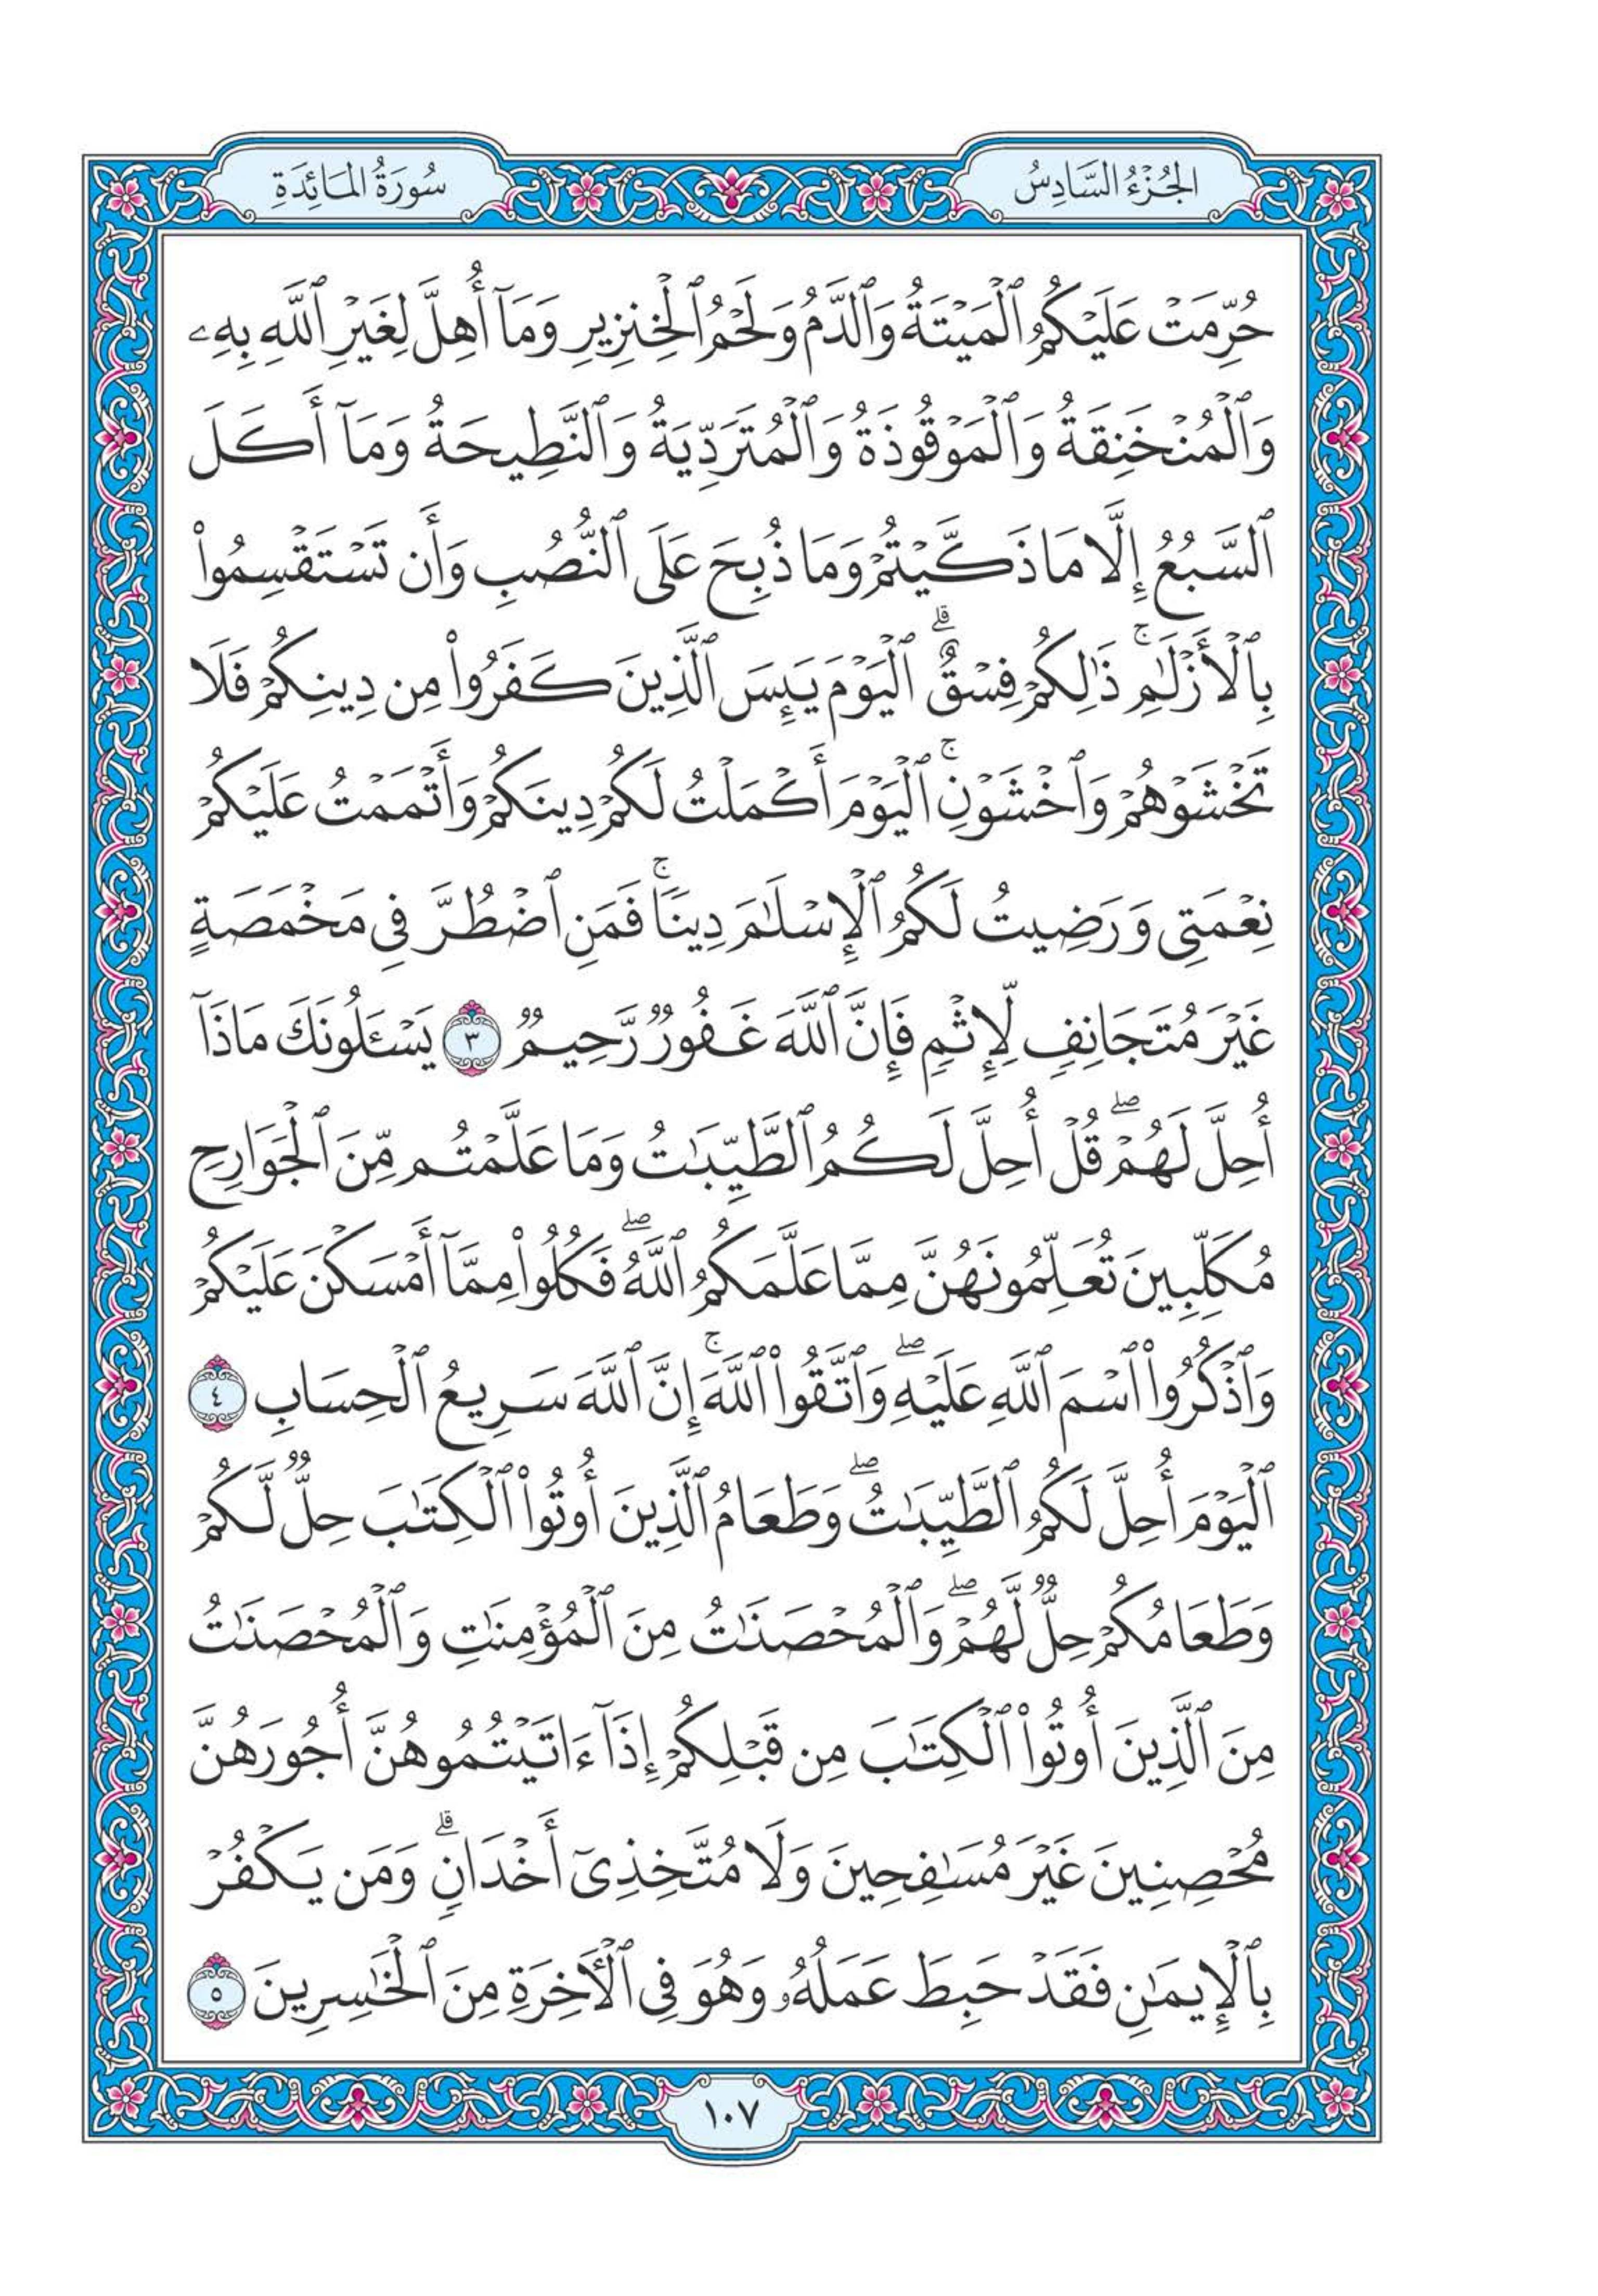 الجُزْءُ السَّادِسُ
سُورَةُ المَائِدَةِ
حُرِّمَتْ عَلَيْكُمُ ٱلْمَيْتَةُ وَٱلدَّمُ وَلَحْمُ ٱلْخِنزِيرِ وَمَآ أُهِلَّ لِغَيْرِ ٱللَّهِ بِهِۦ
وَٱلْمُنْخَنِقَةُ وَٱلْمَوْقُوذَةُ وَٱلْمُتَرَدِّيَةُ وَٱلنَّطِيحَةُ وَمَآ أَكَلَ
ٱلسَّبُعُ إِلَّا مَا ذَكَّيْتُمْ وَمَا ذُبِحَ عَلَى ٱلنُّصُبِ وَأَن تَسْتَقْسِمُوا۟
بِٱلْأَزْلَـٰمِ ۚ ذَٰلِكُمْ فِسْقٌ ۗ ٱلْيَوْمَ يَئِسَ ٱلَّذِينَ كَفَرُوا۟ مِن دِينِكُمْ فَلَا
تَخْشَوْهُمْ وَٱخْشَوْنِ ۚ ٱلْيَوْمَ أَكْمَلْتُ لَكُمْ دِينَكُمْ وَأَتْمَمْتُ عَلَيْكُمْ
نِعْمَتِى وَرَضِيتُ لَكُمُ ٱلْإِسْلَـٰمَ دِينًا ۚ فَمَنِ ٱضْطُرَّ فِى مَخْمَصَةٍ
غَيْرَ مُتَجَانِفٍ لِّإِثْمٍ فَإِنَّ ٱللَّهَ غَفُورٌ رَّحِيمٌ ٣ يَسْـَٔلُونَكَ مَاذَآ
أُحِلَّ لَهُمْ ۖ قُلْ أُحِلَّ لَكُمُ ٱلطَّيِّبَـٰتُ وَمَا عَلَّمْتُم مِّنَ ٱلْجَوَارِحِ
مُكَلِّبِينَ تُعَلِّمُونَهُنَّ مِمَّا عَلَّمَكُمُ ٱللَّهُ ۖ فَكُلُوا۟ مِمَّآ أَمْسَكْنَ عَلَيْكُمْ
وَٱذْكُرُوا۟ ٱسْمَ ٱللَّهِ عَلَيْهِ ۖ وَٱتَّقُوا۟ ٱللَّهَ ۚ إِنَّ ٱللَّهَ سَرِيعُ ٱلْحِسَابِ ٤
ٱلْيَوْمَ أُحِلَّ لَكُمُ ٱلطَّيِّبَـٰتُ ۖ وَطَعَامُ ٱلَّذِينَ أُوتُوا۟ ٱلْكِتَـٰبَ حِلٌّ لَّكُمْ
وَطَعَامُكُمْ حِلٌّ لَّهُمْ ۖ وَٱلْمُحْصَنَـٰتُ مِنَ ٱلْمُؤْمِنَـٰتِ وَٱلْمُحْصَنَـٰتُ
مِنَ ٱلَّذِينَ أُوتُوا۟ ٱلْكِتَـٰبَ مِن قَبْلِكُمْ إِذَآ ءَاتَيْتُمُوهُنَّ أُجُورَهُنَّ
مُحْصِنِينَ غَيْرَ مُسَـٰفِحِينَ وَلَا مُتَّخِذِىٓ أَخْدَانٍ ۗ وَمَن يَكْفُرْ
بِٱلْإِيمَـٰنِ فَقَدْ حَبِطَ عَمَلُهُۥ وَهُوَ فِى ٱلْـَٔاخِرَةِ مِنَ ٱلْخَـٰسِرِينَ ٥
١٠٧